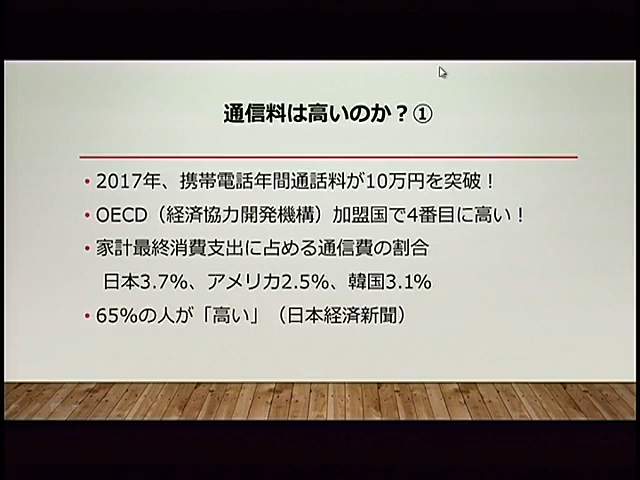 通信料は高いのか？①
・2017年、携帯電話年間通話料が10万円を突破！
・OECD（経済協力開発機構）加盟国で4番目に高い！
・家計最終消費支出に占める通信費の割合
日本3.7%、アメリカ2.5%、韓国3.1%
・65%の人が「高い」（日本経済新聞）